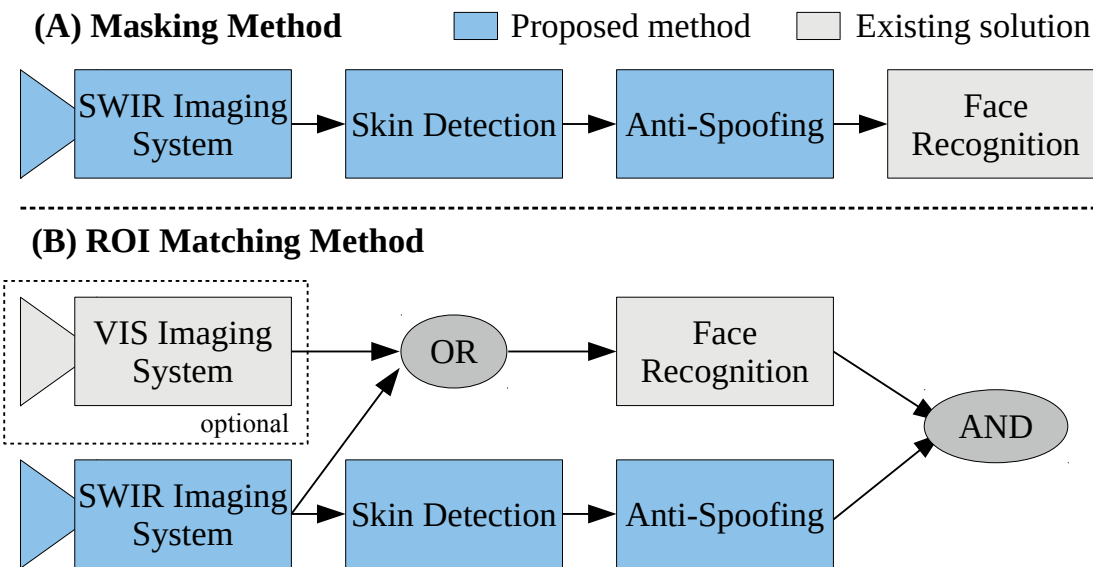 (A) Masking Method
Proposed method
Existing solution
SWIR Imaging
System
Skin Detection
Anti-Spoofing
Face
Recognition
(B) ROI Matching Method
VIS Imaging
System
optional
OR
Face
Recognition
AND
SWIR Imaging
System
Skin Detection
Anti-Spoofing